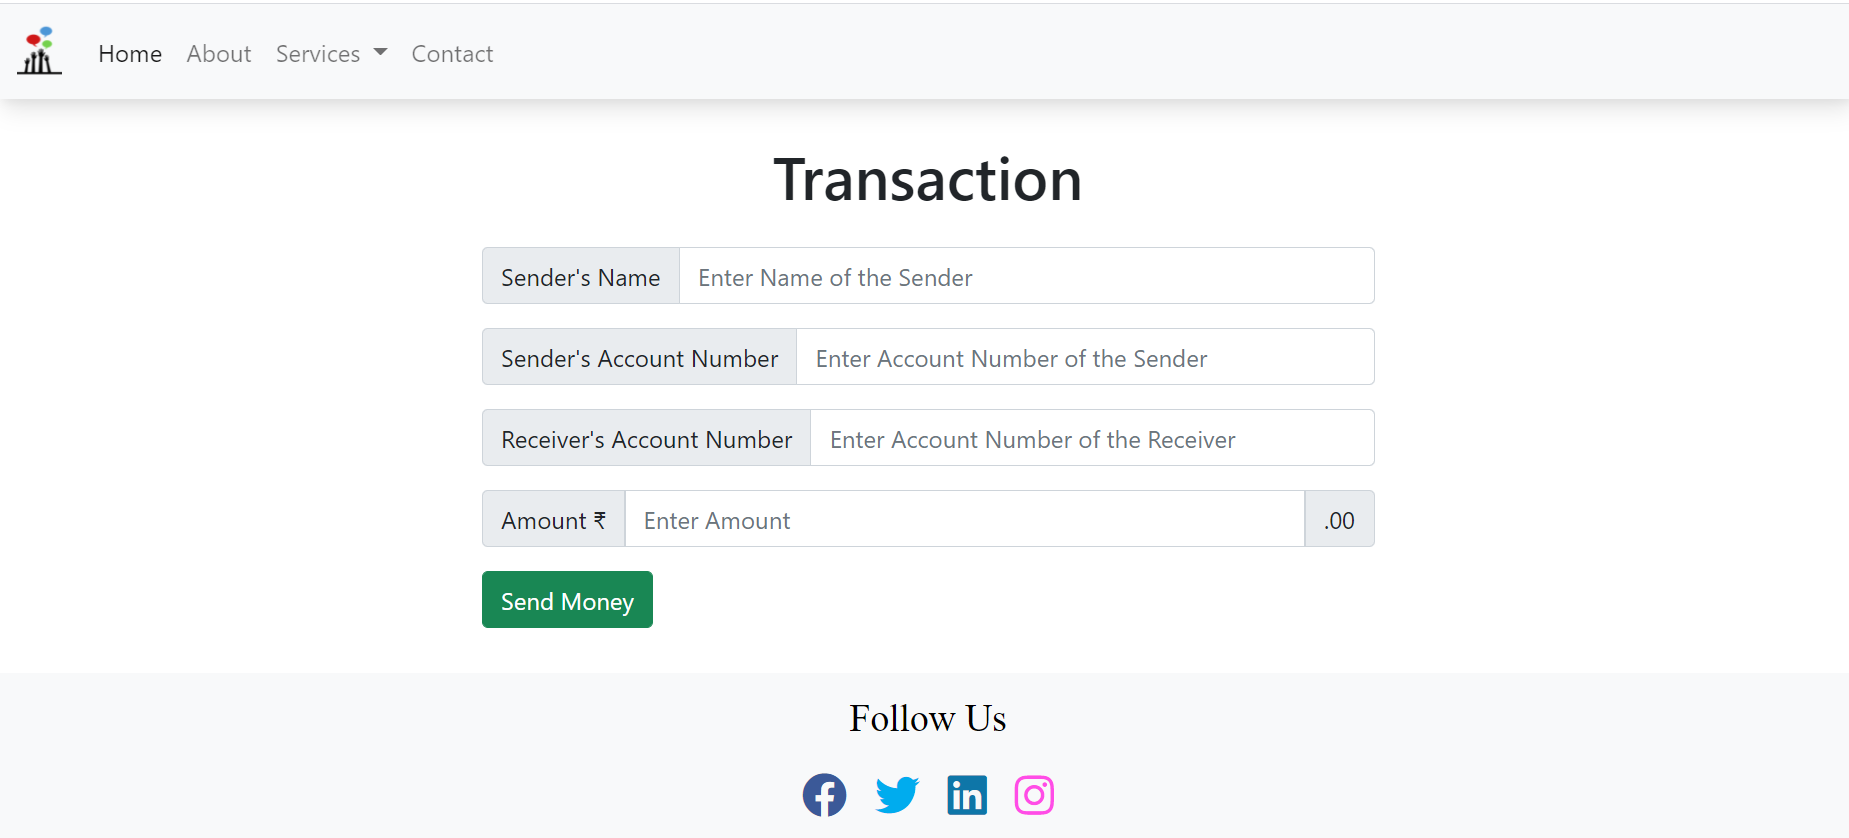 Home About Services Contact
Transaction
Sender's Name Enter Name of the Sender
Sender's Account Number Enter Account Number of the Sender
Receiver's Account Number Enter Account Number of the Receiver
Amount ₹ Enter Amount .00
Send Money
Follow Us